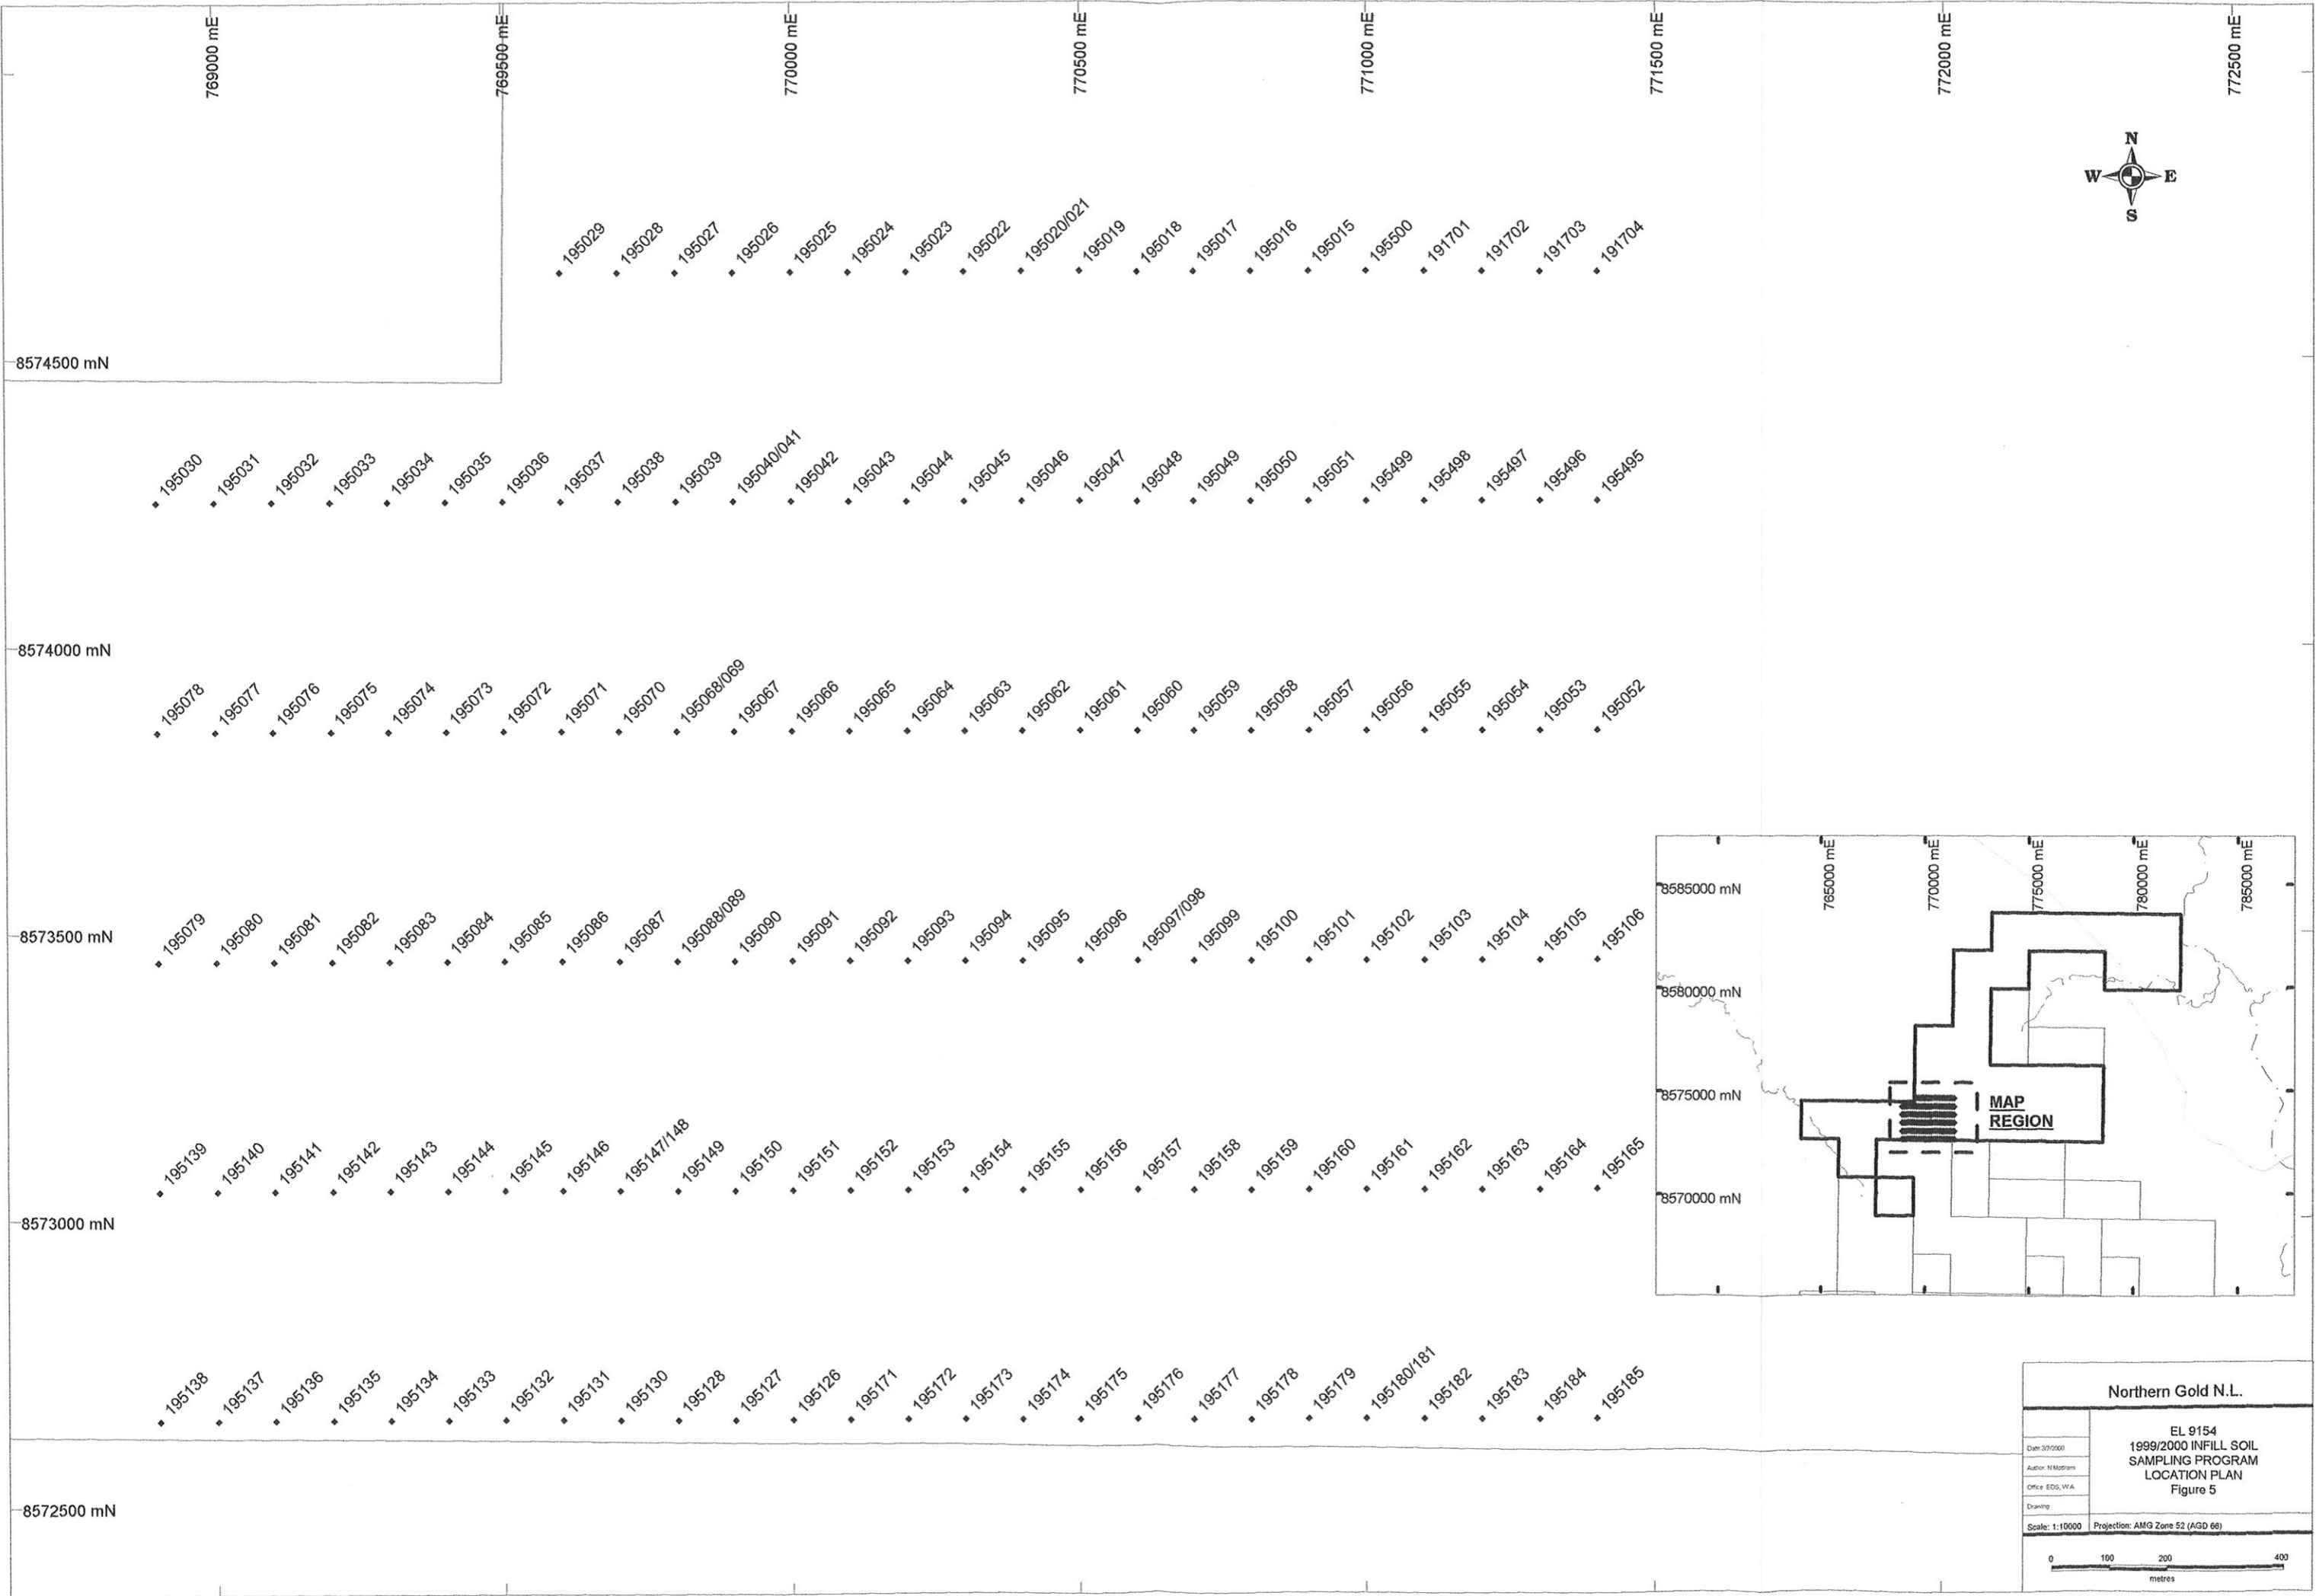 769000 mE
769500 mE
770000 mE
770500 mE
771000 mE
771500 mE
772000 mE
772500 mE
N
W E
S
195029 195028 195027 195026 195025 195024 195023 195022 195020/021 195019 195018 195017 195016 195015 195500 191701 191702 191703 191704
8574500 mN
195030 195031 195032 195033 195034 195035 195036 195037 195038 195039 195040/041 195042 195043 195044 195045 195046 195047 195048 195049 195050 195051 195499 195498 195497 195496 195495
8574000 mN
195078 195077 195076 195075 195074 195073 195072 195071 195070 195068/069 195067 195066 195065 195064 195063 195062 195061 195060 195059 195058 195057 195056 195055 195054 195053 195052
195079 195080 195081 195082 195083 195084 195085 195086 195087 195088/089 195090 195091 195092 195093 195094 195095 195096 195097/098 195099 195100 195101 195102 195103 195104 195105 195106
8573500 mN
195139 195140 195141 195142 195143 195144 195145 195146 195147/148 195149 195150 195151 195152 195153 195154 195155 195156 195157 195158 195159 195160 195161 195162 195163 195164 195165
8573000 mN
195138 195137 195136 195135 195134 195133 195132 195131 195130 195128 195127 195126 195171 195172 195173 195174 195175 195176 195177 195178 195179 195180/181 195182 195183 195184 195185
8572500 mN
765000 mE
770000 mE
775000 mE
780000 mE
785000 mE
8585000 mN
8580000 mN
8575000 mN
8570000 mN
MAP
REGION
Northern Gold N.L.
EL 9154
1999/2000 INFILL SOIL
SAMPLING PROGRAM
LOCATION PLAN
Figure 5
Date: 3/7/2000
Author:
Office: EDS, W.A.
Drawing
Scale: 1:10000 Projection: AMG Zone 52 (AGD 66)
0 100 200 400
metres